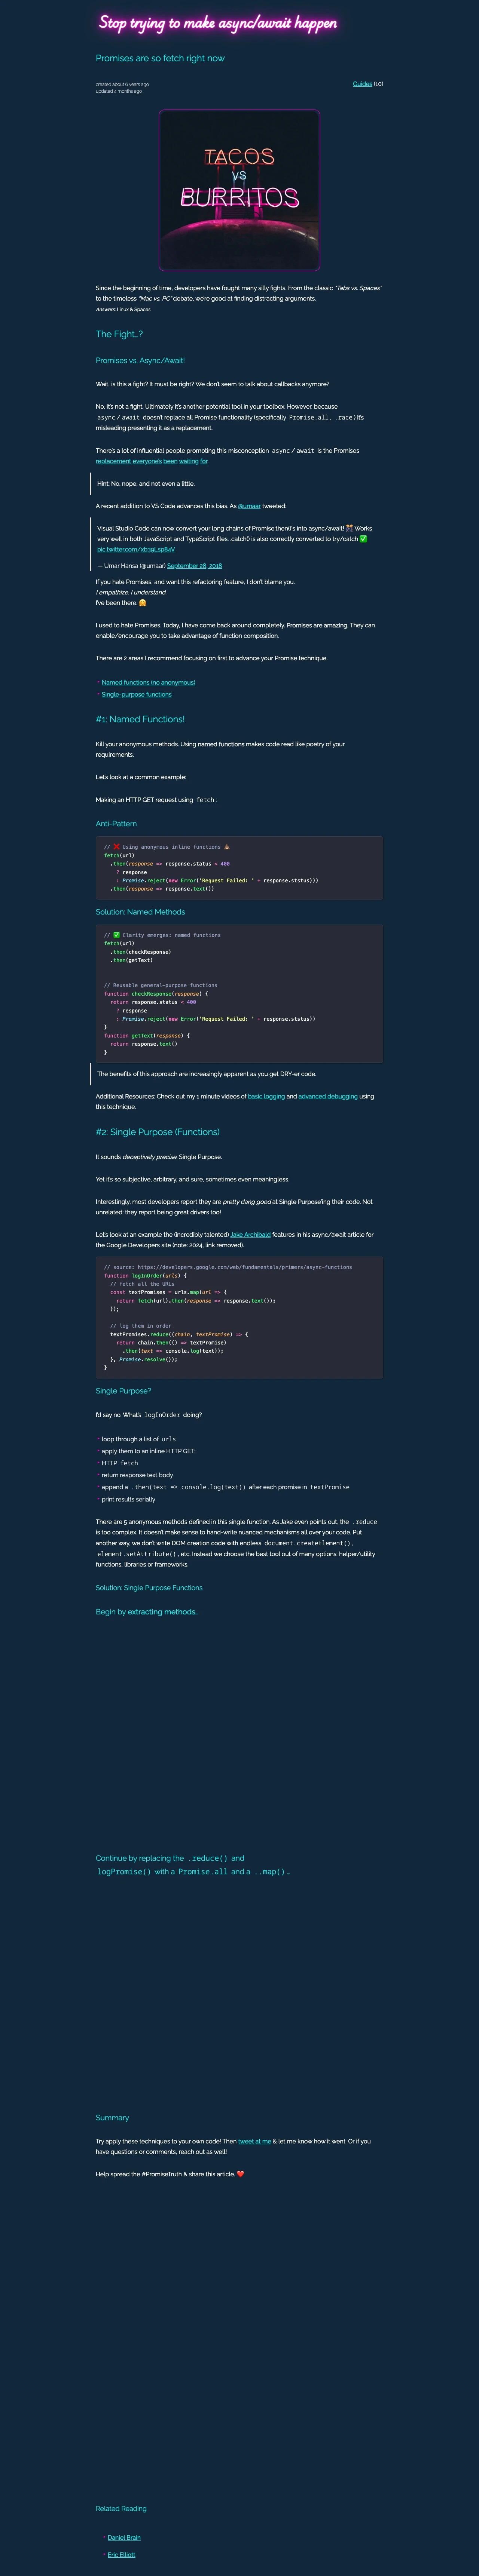 Stop trying to make async/await happen
Promises are so fetch right now
created about 6 years ago
updated 4 months ago
Guides (10)
TACOS
VS
BURRITOS
Since the beginning of time, developers have fought many silly fights. From the classic "Tabs vs. Spaces"
to the timeless "Mac vs. PC" debate, we're good at finding distracting arguments.
Answers: Linux & Spaces.
The Fight…?
Promises vs. Async/Await!
Wait, is this a fight? It must be right? We don't seem to talk about callbacks anymore?
No, it's not a fight. Ultimately it's another potential tool in your toolbox. However, because
async / await doesn't replace all Promise functionality (specifically Promise.all, .race) It's
misleading presenting it as a replacement.
There's a lot of influential people promoting this misconception async / await is the Promises
replacement everyone's been waiting for.
Hint: No, nope, and not even a little.
A recent addition to VS Code advances this bias. As @umaar tweeted:
Visual Studio Code can now convert your long chains of Promise.then()'s into async/await! 🎊 Works
very well in both JavaScript and TypeScript files. .catch() is also correctly converted to try/catch ✅
pic.twitter.com/xb39Lsp84V
— Umar Hansa (@umaar) September 28, 2018
If you hate Promises, and want this refactoring feature, I don't blame you.
I empathize. I understand.
I've been there. 🤗
I used to hate Promises. Today, I have come back around completely. Promises are amazing. They can
enable/encourage you to take advantage of function composition.
There are 2 areas I recommend focusing on first to advance your Promise technique.
Named functions (no anonymous)
Single-purpose functions
#1: Named Functions!
Kill your anonymous methods. Using named functions makes code read like poetry of your
requirements.
Let's look at a common example:
Making an HTTP GET request using fetch:
Anti-Pattern
// ❌ Using anonymous inline functions 💩
fetch(url)
.then(response => response.status < 400
? response
: Promise.reject(new Error('Request Failed: ' + response.ststus)))
.then(response => response.text())
Solution: Named Methods
// ✅ Clarity emerges: named functions
fetch(url)
.then(checkResponse)
.then(getText)
// Reusable general-purpose functions
function checkResponse(response) {
return response.status < 400
? response
: Promise.reject(new Error('Request Failed: ' + response.ststus))
}
function getText(response) {
return response.text()
}
The benefits of this approach are increasingly apparent as you get DRY-er code.
Additional Resources: Check out my 1 minute videos of basic logging and advanced debugging using
this technique.
#2: Single Purpose (Functions)
It sounds deceptively precise: Single Purpose.
Yet it's so subjective, arbitrary, and sure, sometimes even meaningless.
Interestingly, most developers report they are pretty dang good at Single Purpose'ing their code. Not
unrelated: they report being great drivers too!
Let's look at an example the (incredibly talented) Jake Archibald features in his async/await article for
the Google Developers site (note: 2024, link removed).
// source: https://developers.google.com/web/fundamentals/primers/async-functions
function logInOrder(urls) {
// fetch all the URLs
const textPromises = urls.map(url => {
return fetch(url).then(response => response.text());
});
// log them in order
textPromises.reduce((chain, textPromise) => {
return chain.then(() => textPromise)
.then(text => console.log(text));
}, Promise.resolve());
}
Single Purpose?
I'd say no. What's logInOrder doing?
loop through a list of urls
apply them to an inline HTTP GET:
HTTP fetch
return response text body
append a .then(text => console.log(text)) after each promise in textPromise
print results serially
There are 5 anonymous methods defined in this single function. As Jake even points out, the .reduce
is too complex. It doesn't make sense to hand-write nuanced mechanisms all over your code. Put
another way, we don't write DOM creation code with endless document.createElement(),
element.setAttribute(), etc. Instead we choose the best tool out of many options: helper/utility
functions, libraries or frameworks.
Solution: Single Purpose Functions
Begin by extracting methods…
Continue by replacing the .reduce() and
logPromise() with a Promise.all and a ..map()…
Summary
Try apply these techniques to your own code! Then tweet at me & let me know how it went. Or if you
have questions or comments, reach out as well!
Help spread the #PromiseTruth & share this article. ❤️
Related Reading
Daniel Brain
Eric Elliott